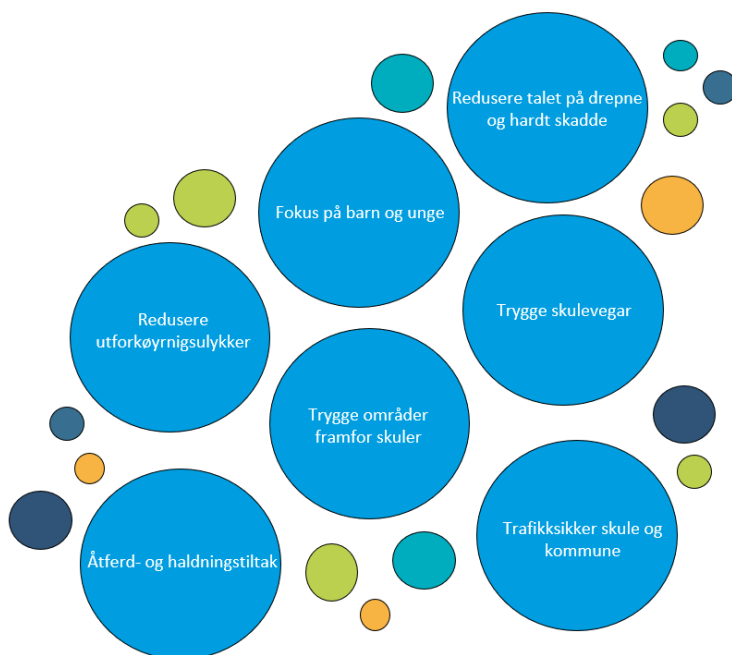 Redusere talet på drepne
og hardt skadde
Fokus på barn og unge
Trygge skulevegar
Redusere
utforkøyrnigsulykker
Trygge områder
framfor skuler
Trafikksikker skule og
kommune
Åtferd- og haldningstiltak